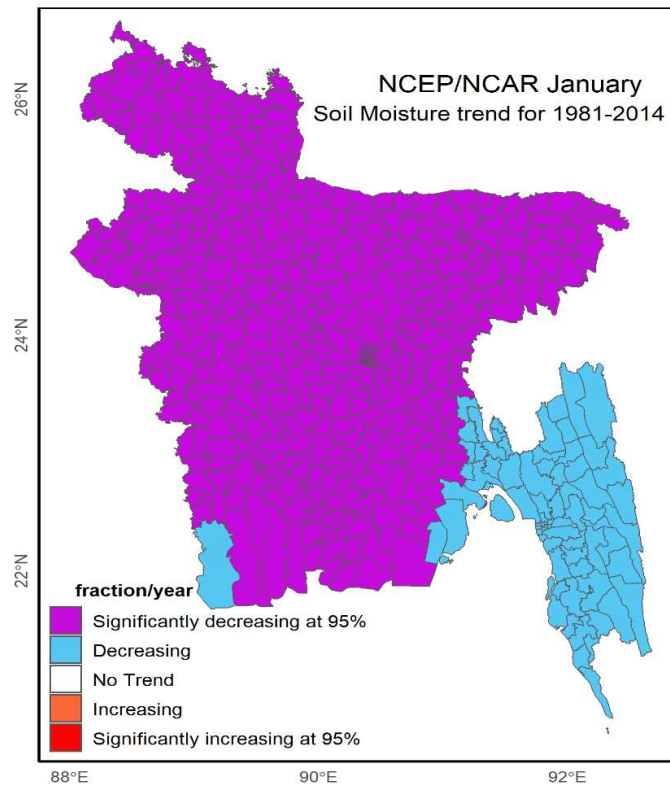 NCEP/NCAR January
Soil Moisture trend for 1981-2014
26°N
24°N
22°N
fraction/year
Significantly decreasing at 95%
Decreasing
No Trend
Increasing
Significantly increasing at 95%
88°E
90°E
92°E